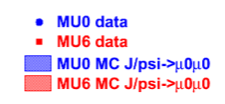 MU0 data
MU6 data
MU0 MC J/psi->μ0μ0
MU6 MC J/psi->μ0μ0